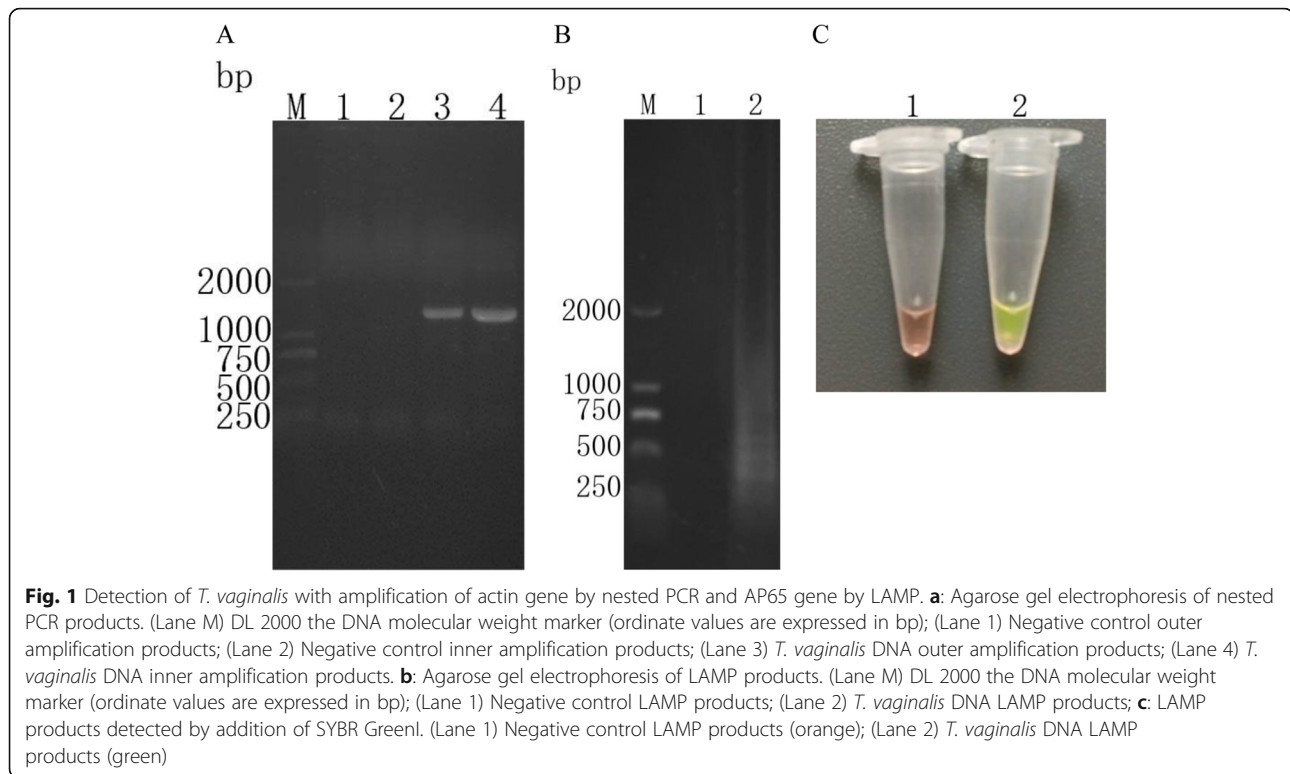 A B C
bp
bp
M 1 2 3 4
M 1 2
1 2
2000
1000
750
500
250
2000
1000
750
500
250
Fig. 1 Detection of T. vaginalis with amplification of actin gene by nested PCR and AP65 gene by LAMP. a: Agarose gel electrophoresis of nested
PCR products. (Lane M) DL 2000 the DNA molecular weight marker (ordinate values are expressed in bp); (Lane 1) Negative control outer
amplification products; (Lane 2) Negative control inner amplification products; (Lane 3) T. vaginalis DNA outer amplification products; (Lane 4) T.
vaginalis DNA inner amplification products. b: Agarose gel electrophoresis of LAMP products. (Lane M) DL 2000 the DNA molecular weight
marker (ordinate values are expressed in bp); (Lane 1) Negative control LAMP products; (Lane 2) T. vaginalis DNA LAMP products; c: LAMP
products detected by addition of SYBR GreenI. (Lane 1) Negative control LAMP products (orange); (Lane 2) T. vaginalis DNA LAMP
products (green)